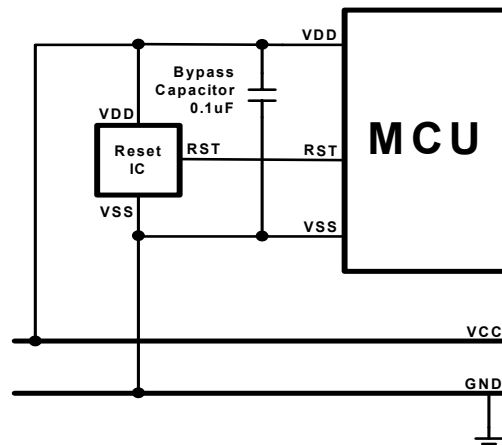 VDD
Bypass
Capacitor
0.1uF
VDD
MCU
Reset
IC
RST
RST
VSS
VSS
VCC
GND